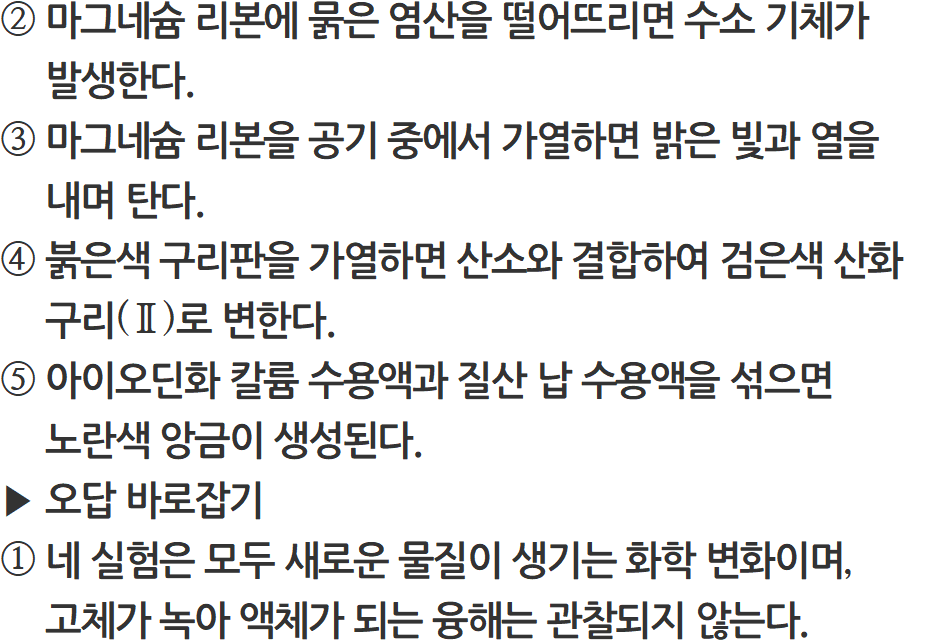 ② 마그네슘 리본에 묽은 염산을 떨어뜨리면 수소 기체가
발생한다.
③ 마그네슘 리본을 공기 중에서 가열하면 밝은 빛과 열을
내며 탄다.
④ 붉은색 구리판을 가열하면 산소와 결합하여 검은색 산화
구리(Ⅱ)로 변한다.
⑤ 아이오딘화 칼륨 수용액과 질산 납 수용액을 섞으면
노란색 앙금이 생성된다.
▶ 오답 바로잡기
① 네 실험은 모두 새로운 물질이 생기는 화학 변화이며,
고체가 녹아 액체가 되는 융해는 관찰되지 않는다.